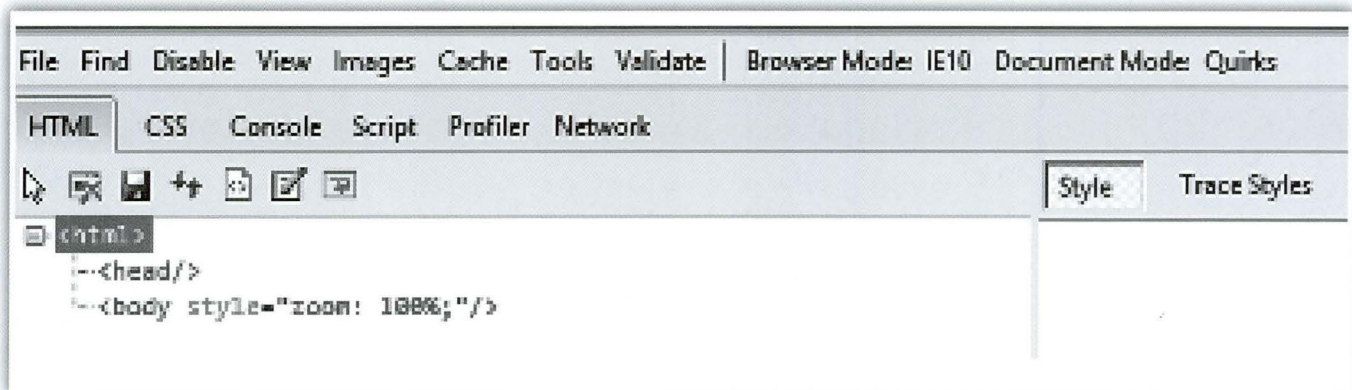 File Find Disable View Images Cache Tools Validate | Browser Mode: IE10 Document Mode: Quirks
HTML CSS Console Script Profiler Network
Style Trace Styles
<html>
<head/>
<body style="zoom: 100%;"/>